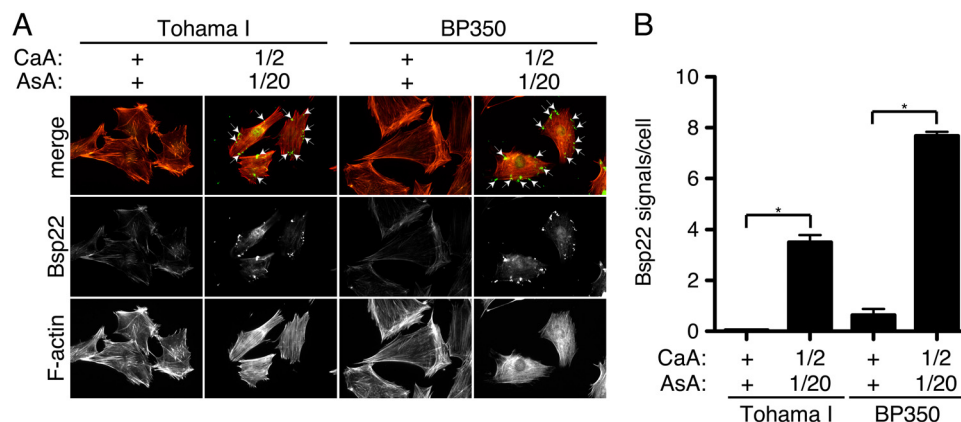 A
Tohama I BP350
CaA: + 1/2 + 1/2
AsA: + 1/20 + 1/20
merge
Bsp22
F-actin
B
Bsp22 signals/cell
10
8
6
4
2
0
*
*
CaA: + 1/2 + 1/2
AsA: + 1/20 + 1/20
Tohama I BP350